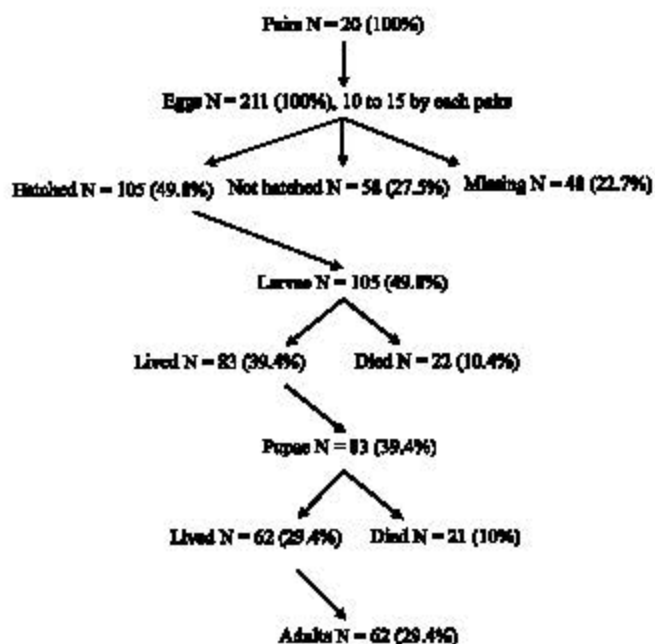 Pairs N = 20 (100%)
Eggs N = 211 (100%), 10 to 15 by each pairs
Hatched N = 105 (49.8%) Not hatched N = 58 (27.5%) Missing N = 48 (22.7%)
Larvae N = 105 (49.8%)
Lived N = 83 (39.4%) Died N = 22 (10.4%)
Pupae N = 83 (39.4%)
Lived N = 62 (29.4%) Died N = 21 (10%)
Adults N = 62 (29.4%)